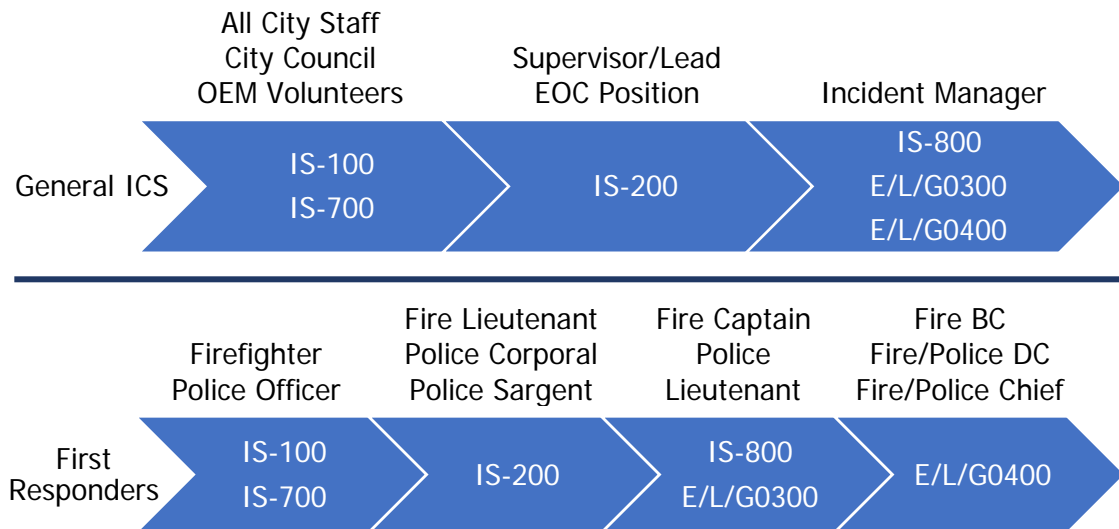 All City Staff
City Council
OEM Volunteers
Supervisor/Lead
EOC Position
Incident Manager
General ICS
IS-100
IS-700
IS-200
IS-800
E/L/G0300
E/L/G0400
Firefighter
Police Officer
Fire Lieutenant
Police Corporal
Police Sargent
Fire Captain
Police
Lieutenant
Fire BC
Fire/Police DC
Fire/Police Chief
First
Responders
IS-100
IS-700
IS-200
IS-800
E/L/G0300
E/L/G0400